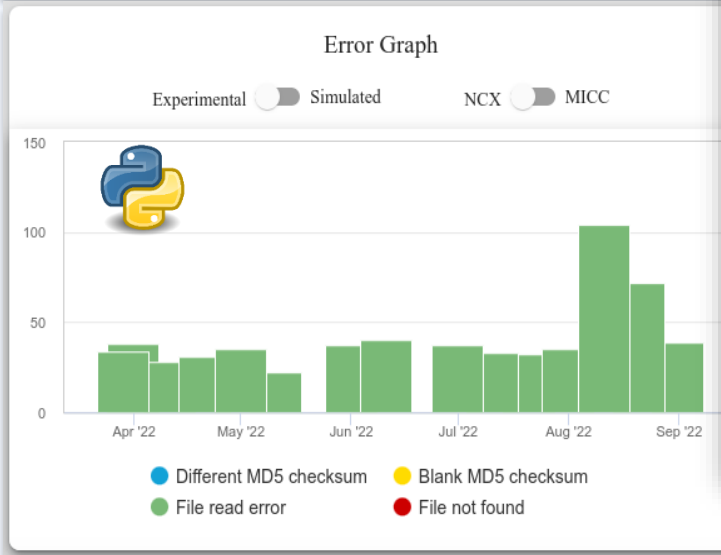 Error Graph
Experimental Simulated NCX MICC
150
100
50
0
Apr '22 May '22 Jun '22 Jul '22 Aug '22 Sep '22
Different MD5 checksum Blank MD5 checksum
File read error File not found